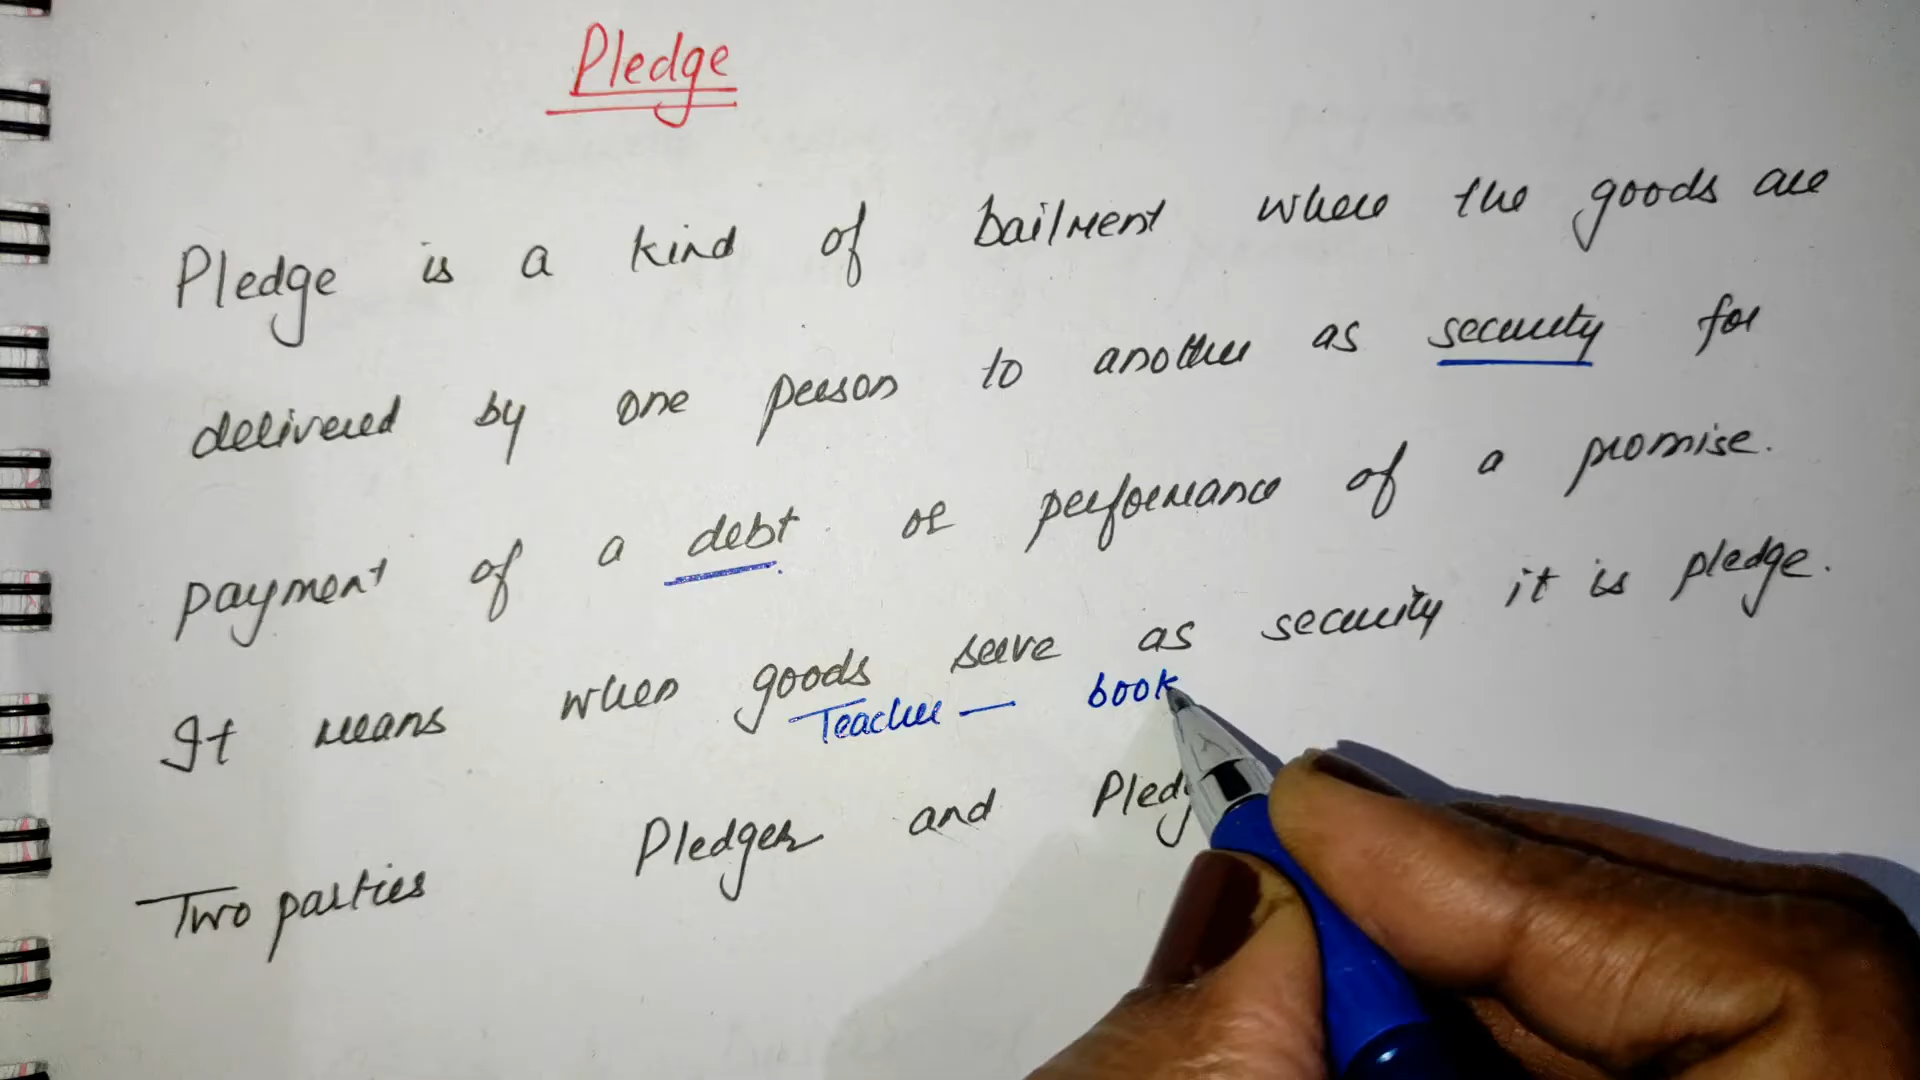 Pledge
Pledge is a kind of bailment where the goods are
delivered by one person to another as security for
payment of a debt or performance of a promise.
It means when goods serve as security it is pledge.
Teacher — book
Two parties Pledger and Pledg